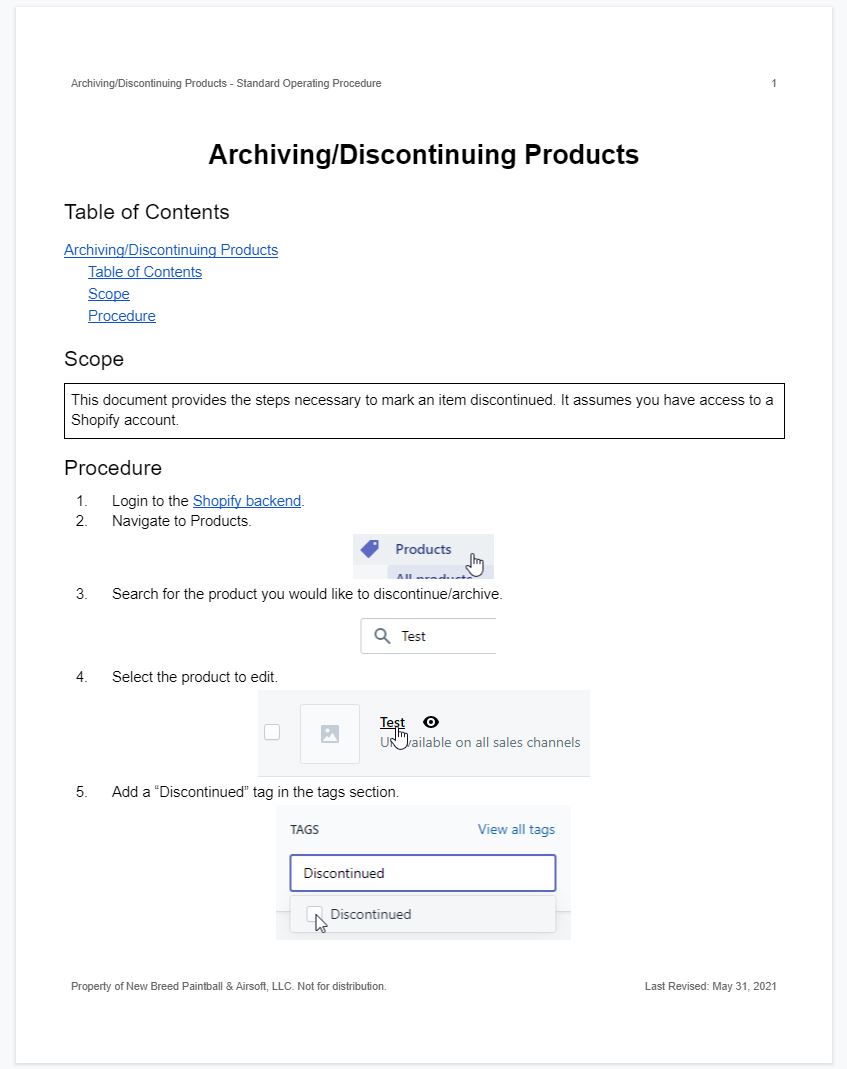 Archiving/Discontinuing Products - Standard Operating Procedure 1
Archiving/Discontinuing Products
Table of Contents
Archiving/Discontinuing Products
Table of Contents
Scope
Procedure
Scope
This document provides the steps necessary to mark an item discontinued. It assumes you have access to a
Shopify account.
Procedure
1. Login to the Shopify backend.
2. Navigate to Products.
Products
All products
3. Search for the product you would like to discontinue/archive.
Test
4. Select the product to edit.
Test
Unavailable on all sales channels
5. Add a “Discontinued” tag in the tags section.
TAGS View all tags
Discontinued
Discontinued
Property of New Breed Paintball & Airsoft, LLC. Not for distribution. Last Revised: May 31, 2021